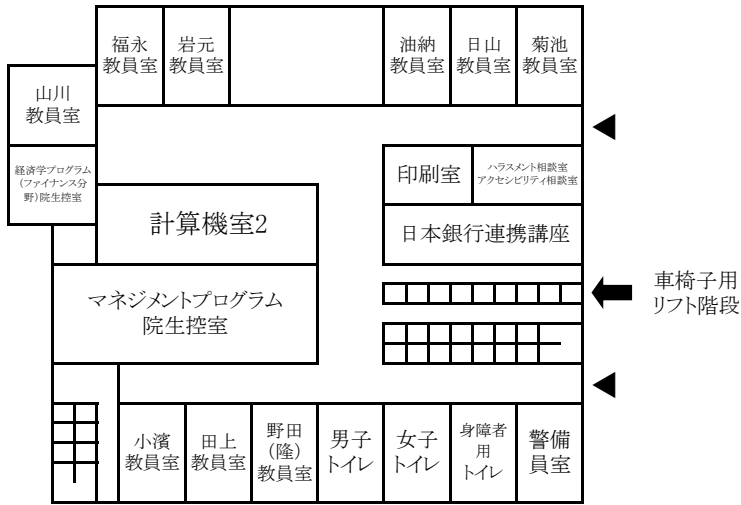 福永
教員室
岩元
教員室
油納
教員室
日山
教員室
菊池
教員室
山川
教員室
経済学プログラム
(ファイナンス分
野)院生控室
印刷室
ハラスメント相談室
アクセシビリティ相談室
計算機室2
日本銀行連携講座
マネジメントプログラム
院生控室
車椅子用
リフト階段
小濱
教員室
田上
教員室
野田
(隆)
教員室
男子
トイレ
女子
トイレ
身障者
用
トイレ
警備
員室